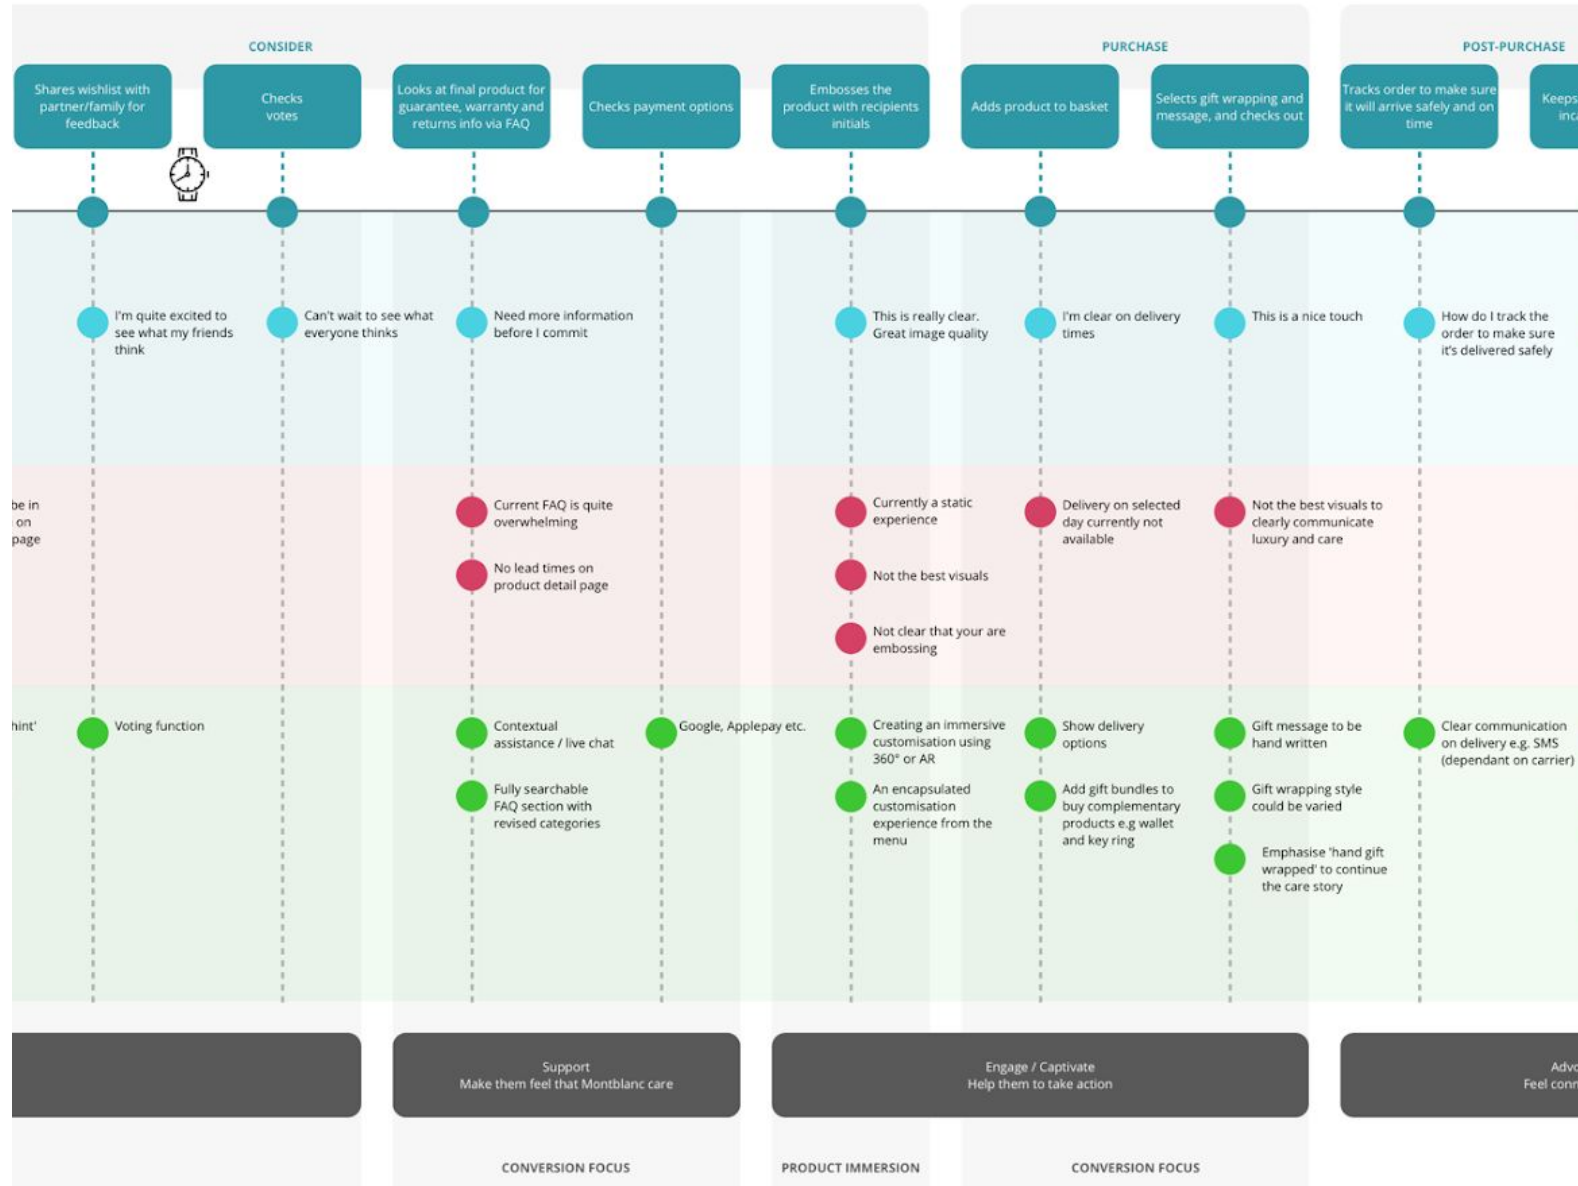 CONSIDER
PURCHASE
POST-PURCHASE
Shares wishlist with
partner/family for
feedback
Checks
votes
Looks at final product for
guarantee, warranty and
returns info via FAQ
Checks payment options
Embosses the
product with recipients
initials
Adds product to basket
Selects gift wrapping and
message, and checks out
Tracks order to make sure
it will arrive safely and on
time
Keeps
inca
I'm quite excited to
see what my friends
think
Can't wait to see what
everyone thinks
Need more information
before I commit
This is really clear.
Great image quality
I'm clear on delivery
times
This is a nice touch
How do I track the
order to make sure
it's delivered safely
be in
on
page
Current FAQ is quite
overwhelming
No lead times on
product detail page
Currently a static
experience
Not the best visuals
Not clear that your are
embossing
Delivery on selected
day currently not
available
Not the best visuals to
clearly communicate
luxury and care
hint'
Voting function
Contextual
assistance / live chat
Fully searchable
FAQ section with
revised categories
Google, Applepay etc.
Creating an immersive
customisation using
360° or AR
An encapsulated
customisation
experience from the
menu
Show delivery
options
Add gift bundles to
buy complementary
products e.g wallet
and key ring
Gift message to be
hand written
Gift wrapping style
could be varied
Emphasise 'hand gift
wrapped' to continue
the care story
Clear communication
on delivery e.g. SMS
(dependant on carrier)
Support
Make them feel that Montblanc care
Engage / Captivate
Help them to take action
Advo
Feel conn
CONVERSION FOCUS
PRODUCT IMMERSION
CONVERSION FOCUS